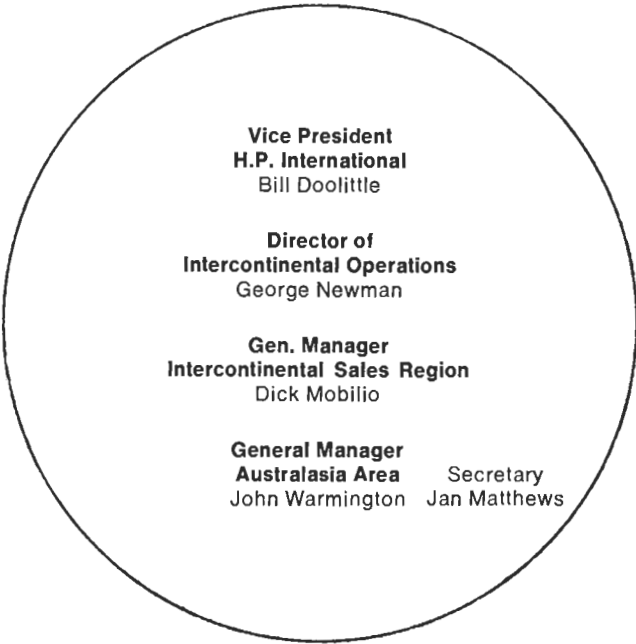 Vice President
H.P. International
Bill Doolittle
Director of
Intercontinental Operations
George Newman
Gen. Manager
Intercontinental Sales Region
Dick Mobilio
General Manager
Australasia Area Secretary
John Warmington Jan Matthews